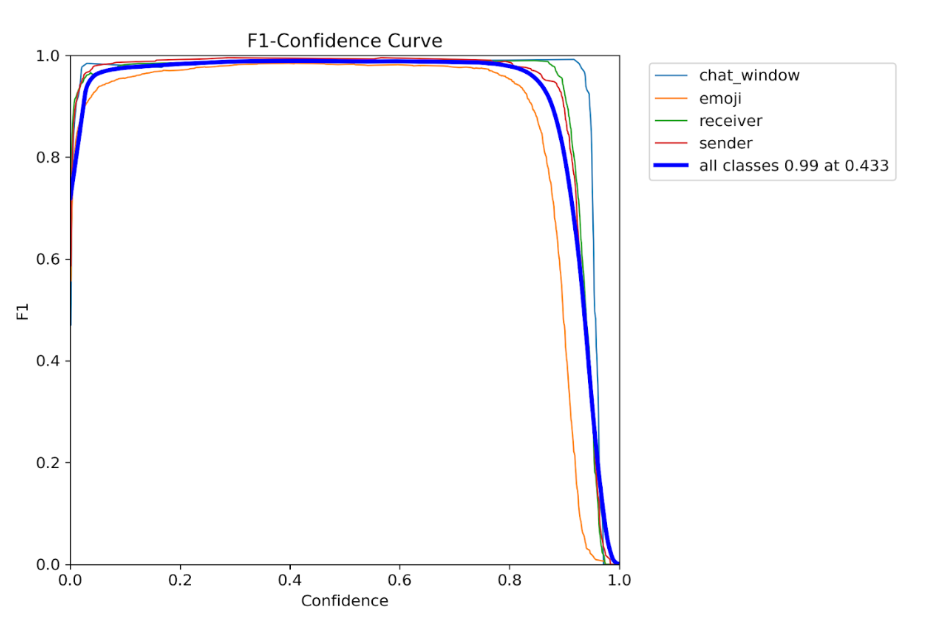 F1-Confidence Curve
1.0
0.8
0.6
0.4
0.2
0.0
F1
0.0 0.2 0.4 0.6 0.8 1.0
Confidence
chat_window
emoji
receiver
sender
all classes 0.99 at 0.433